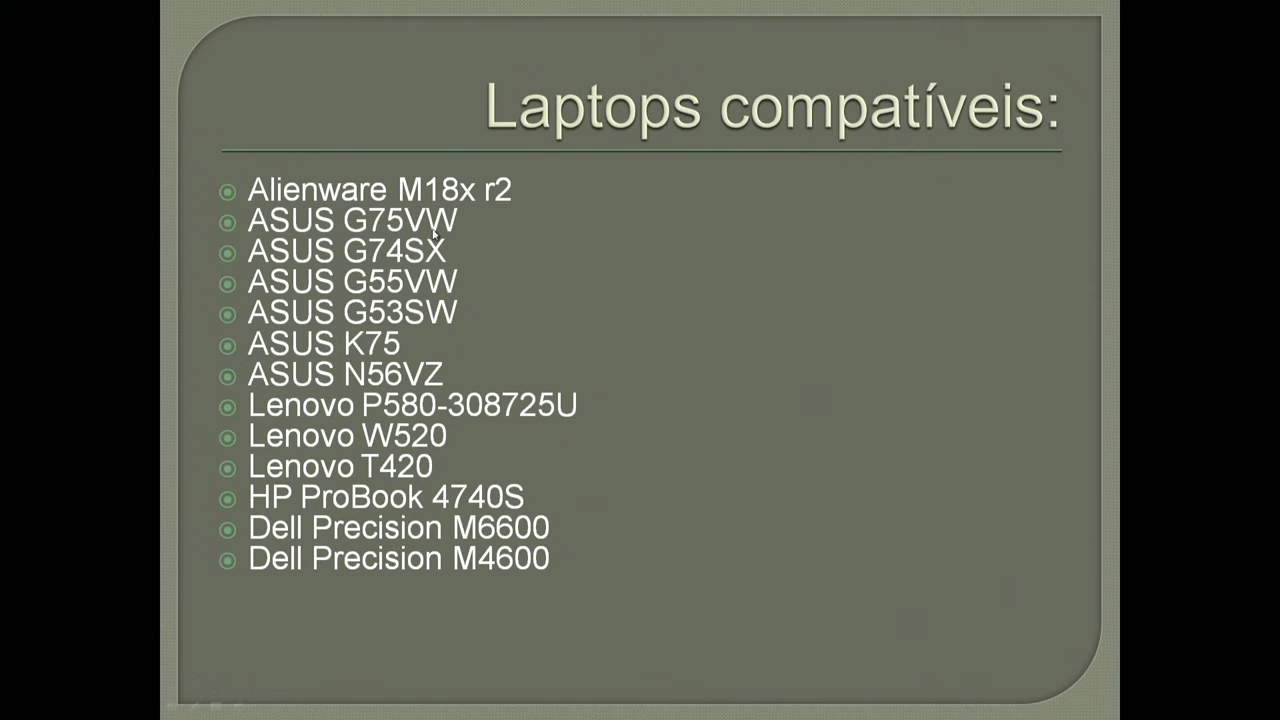 Laptops compatíveis:
Alienware M18x r2
ASUS G75VW
ASUS G74SX
ASUS G55VW
ASUS G53SW
ASUS K75
ASUS N56VZ
Lenovo P580-308725U
Lenovo W520
Lenovo T420
HP ProBook 4740S
Dell Precision M6600
Dell Precision M4600